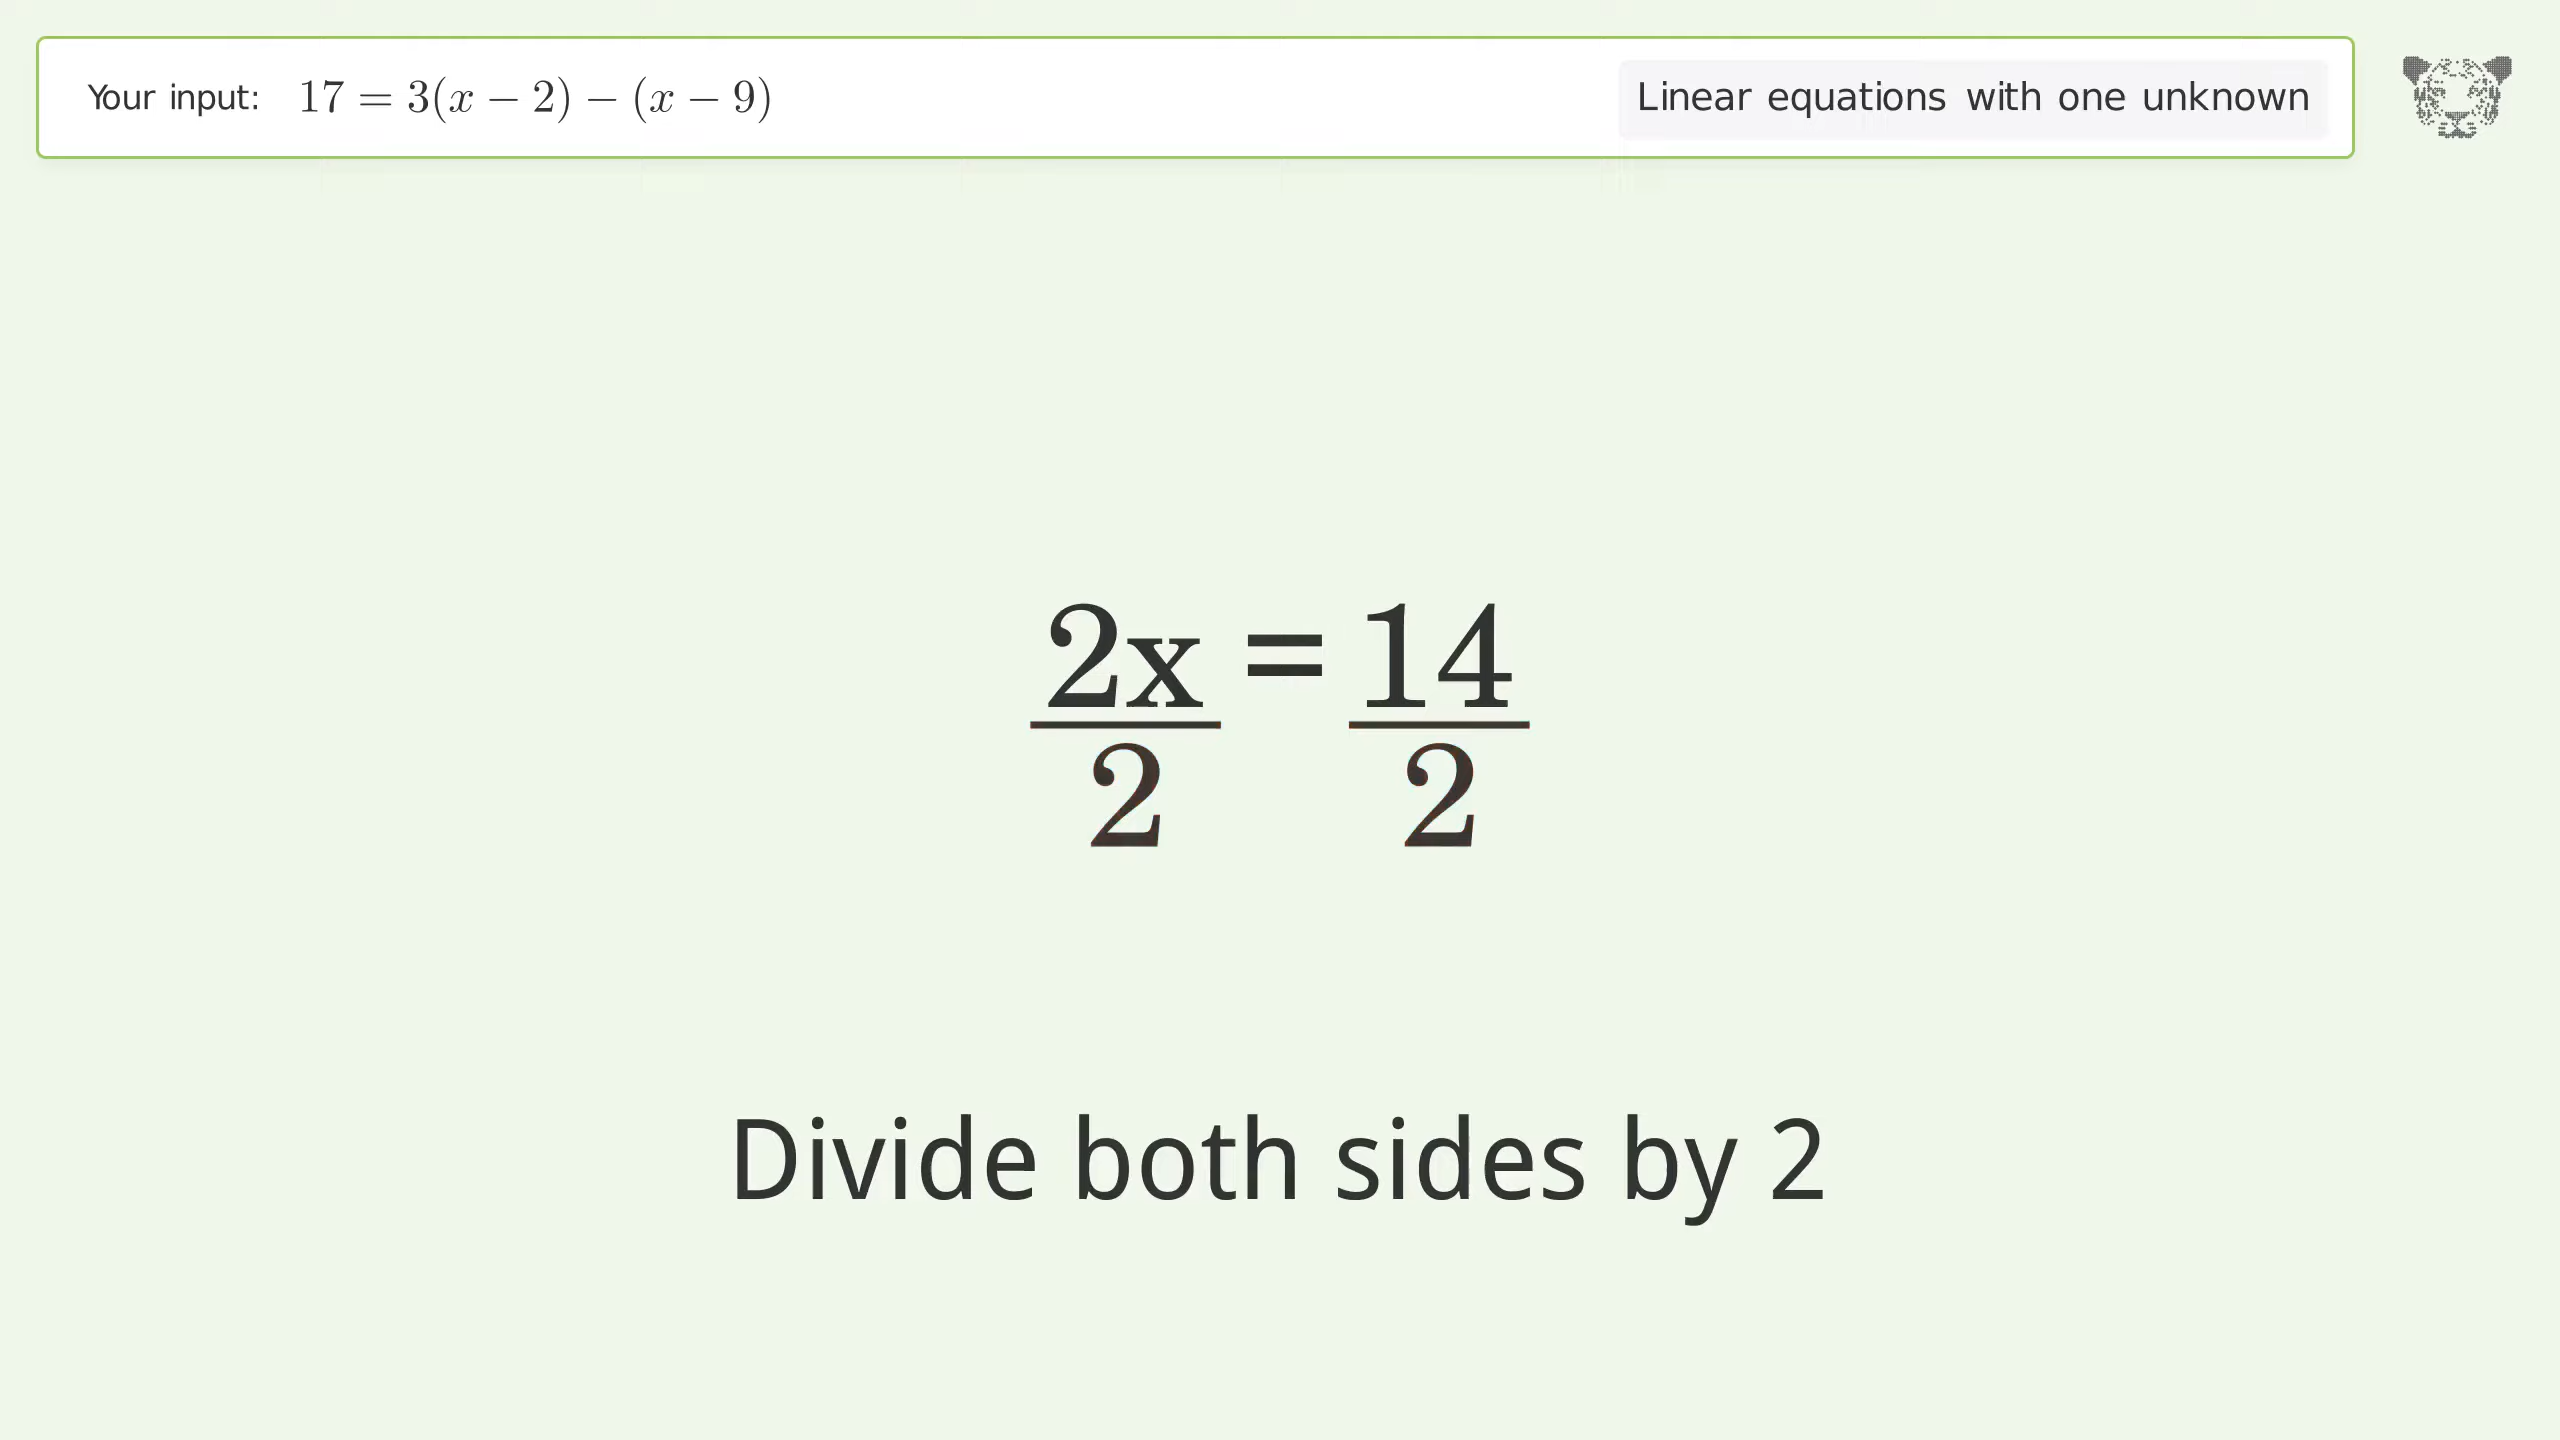 Your input: 17 = 3(x − 2) − (x − 9)
Linear equations with one unknown
2x = 14
2 2
Divide both sides by 2